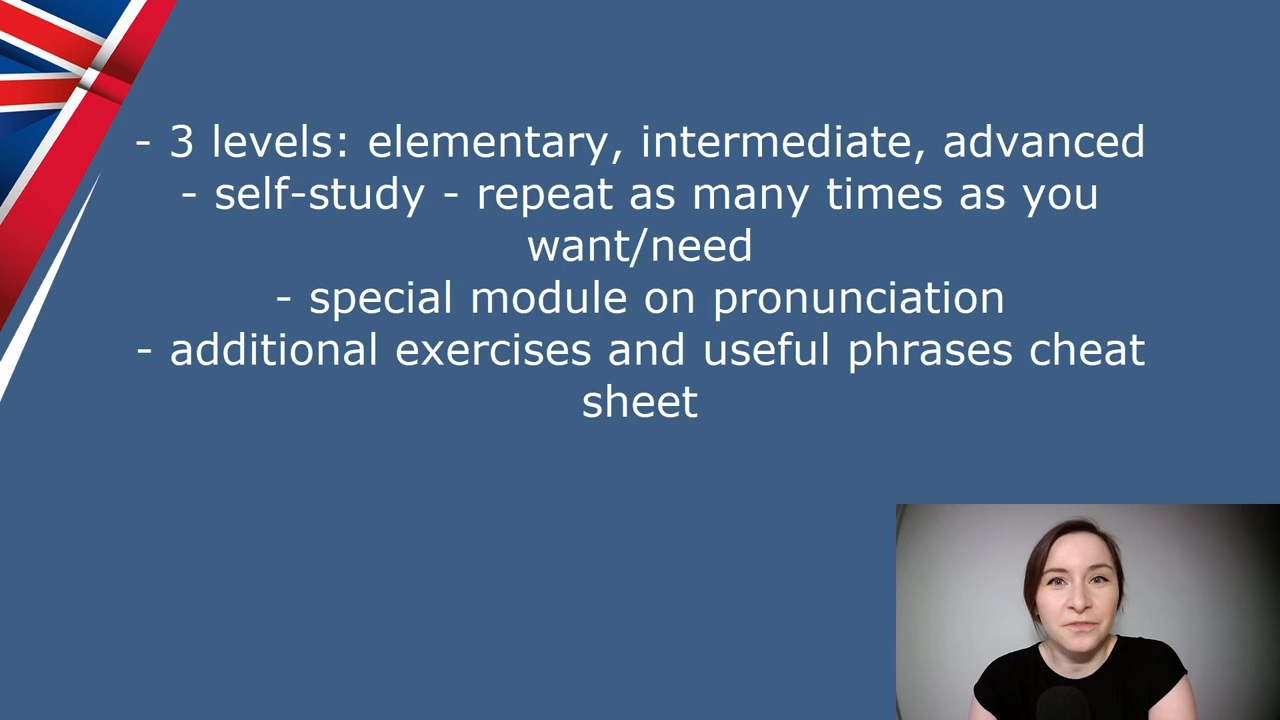 - 3 levels: elementary, intermediate, advanced
- self-study - repeat as many times as you
want/need
- special module on pronunciation
- additional exercises and useful phrases cheat
sheet